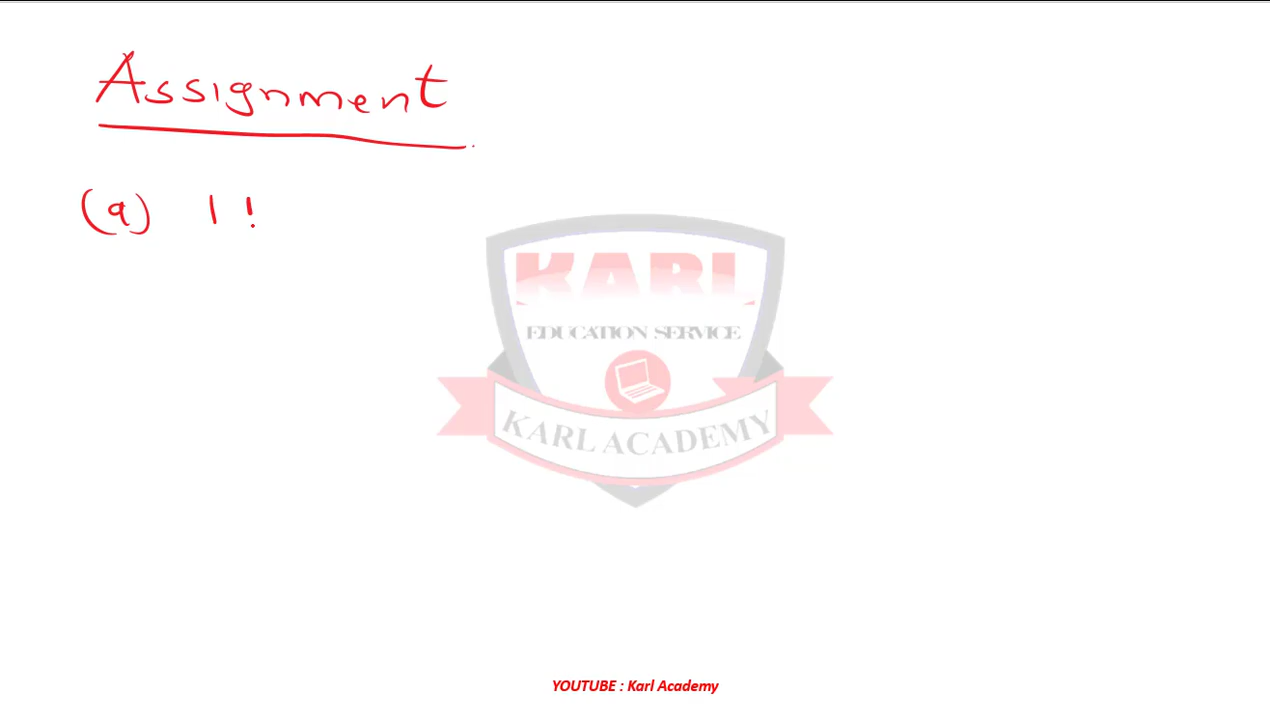 Assignment
(a) 1!
KARL
EDUCATION SERVICE
KARL ACADEMY
YOUTUBE : Karl Academy